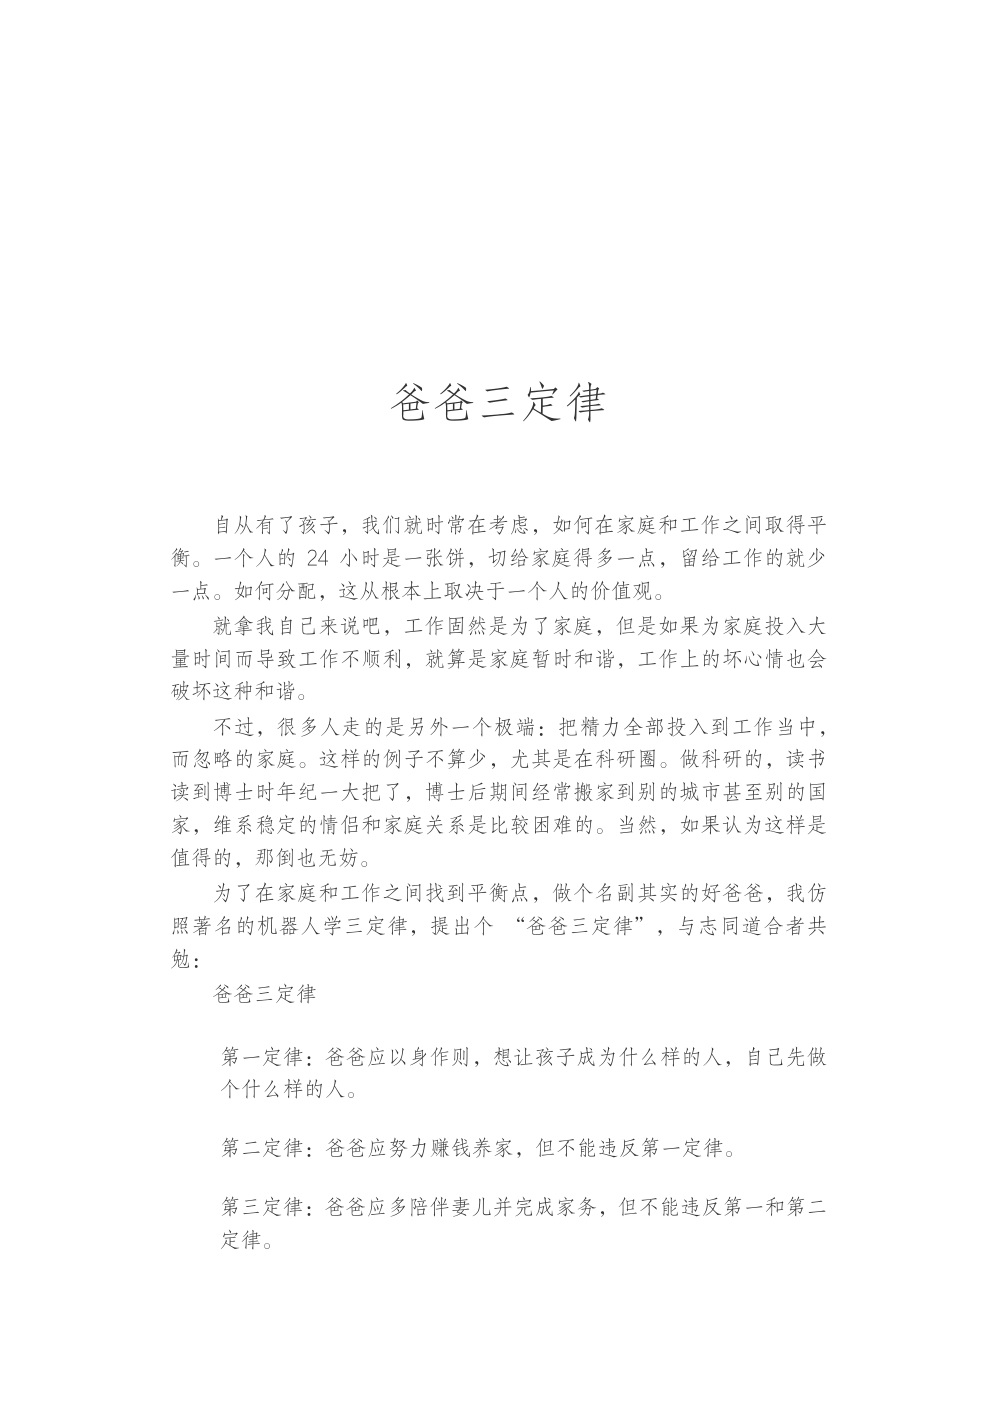 爸爸三定律
自从有了孩子，我们就时常在考虑，如何在家庭和工作之间取得平
衡。一个人的 24 小时是一张饼，切给家庭得多一点，留给工作的就少
一点。如何分配，这从根本上取决于一个人的价值观。
就拿我自己来说吧，工作固然是为了家庭，但是如果为家庭投入大
量时间而导致工作不顺利，就算是家庭暂时和谐，工作上的坏心情也会
破坏这种和谐。
不过，很多人走的是另外一个极端：把精力全部投入到工作当中，
而忽略的家庭。这样的例子不算少，尤其是在科研圈。做科研的，读书
读到博士时年纪一大把了，博士后期间经常搬家到别的城市甚至别的国
家，维系稳定的情侣和家庭关系是比较困难的。当然，如果认为这样是
值得的，那倒也无妨。
为了在家庭和工作之间找到平衡点，做个名副其实的好爸爸，我仿
照著名的机器人学三定律，提出个 “爸爸三定律”，与志同道合者共
勉：
爸爸三定律
第一定律：爸爸应以身作则，想让孩子成为什么样的人，自己先做
个什么样的人。
第二定律：爸爸应努力赚钱养家，但不能违反第一定律。
第三定律：爸爸应多陪伴妻儿并完成家务，但不能违反第一和第二
定律。